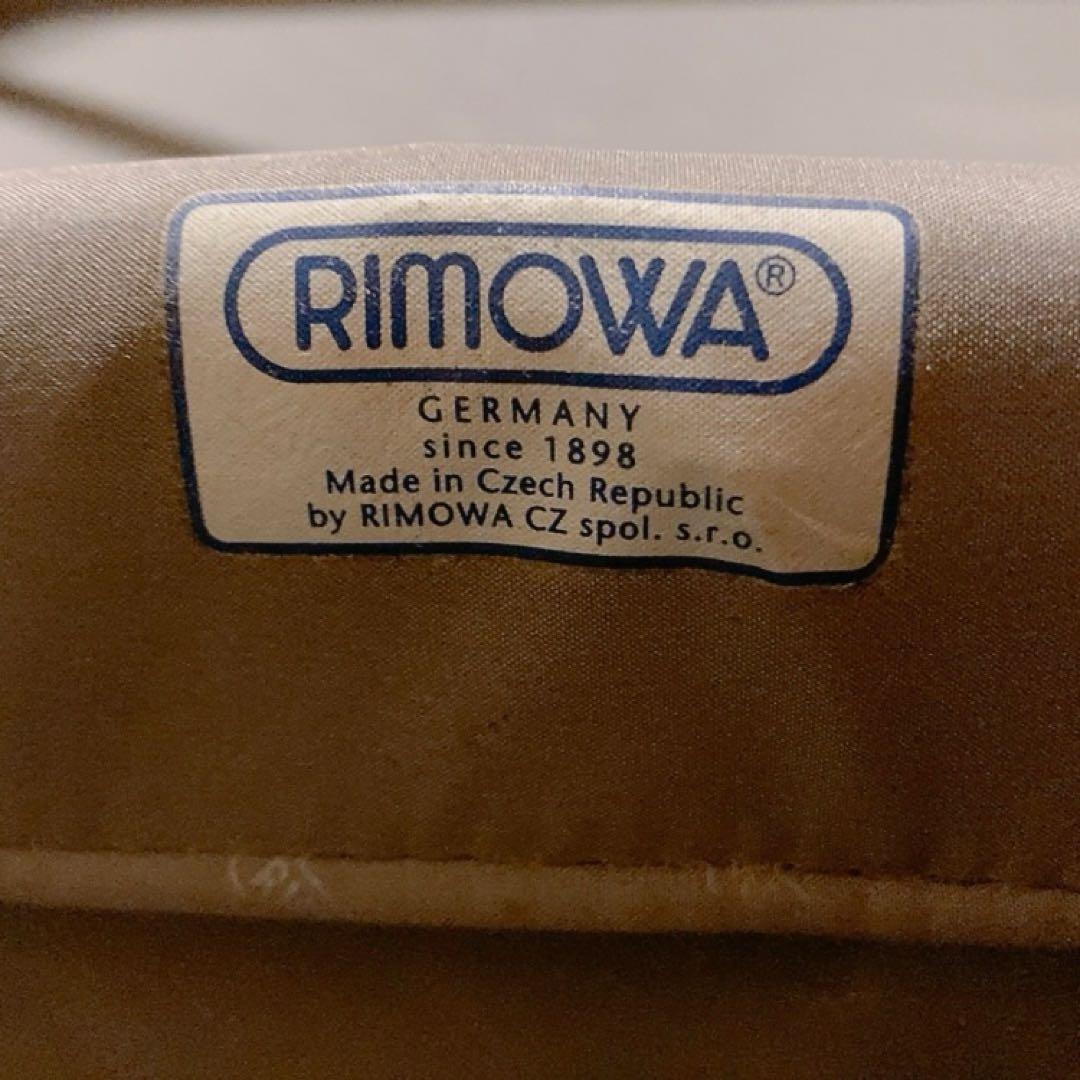 RIMOWA®
GERMANY
since 1898
Made in Czech Republic
by RIMOWA CZ spol. s.r.o.